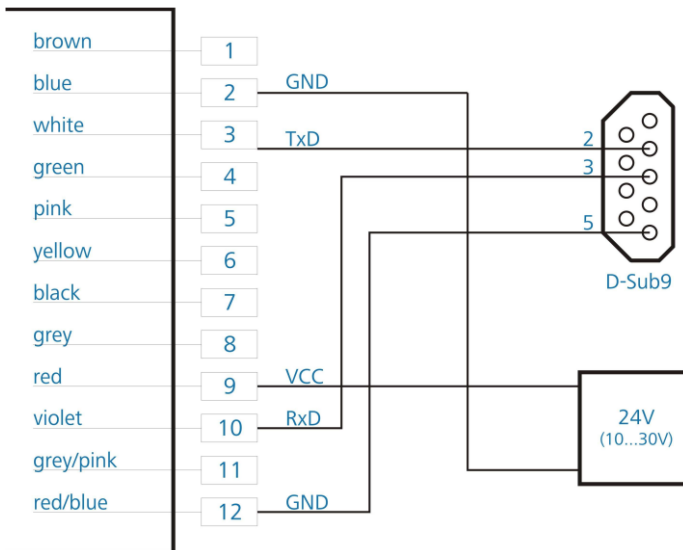 brown 1
blue 2 GND
white 3 TxD 2
green 4 3
pink 5 5
yellow 6
D-Sub9
black 7
grey 8
red 9 VCC
violet 10 RxD
24V
(10...30V)
grey/pink 11
red/blue 12 GND